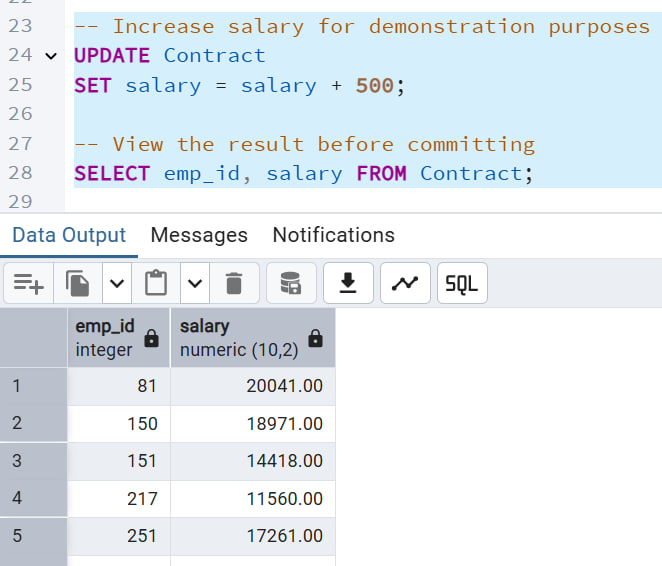 23 -- Increase salary for demonstration purposes
24 UPDATE Contract
25 SET salary = salary + 500;
26
27 -- View the result before committing
28 SELECT emp_id, salary FROM Contract;
29
Data Output Messages Notifications
SQL
emp_id salary
integer numeric (10,2)
1 81 20041.00
2 150 18971.00
3 151 14418.00
4 217 11560.00
5 251 17261.00